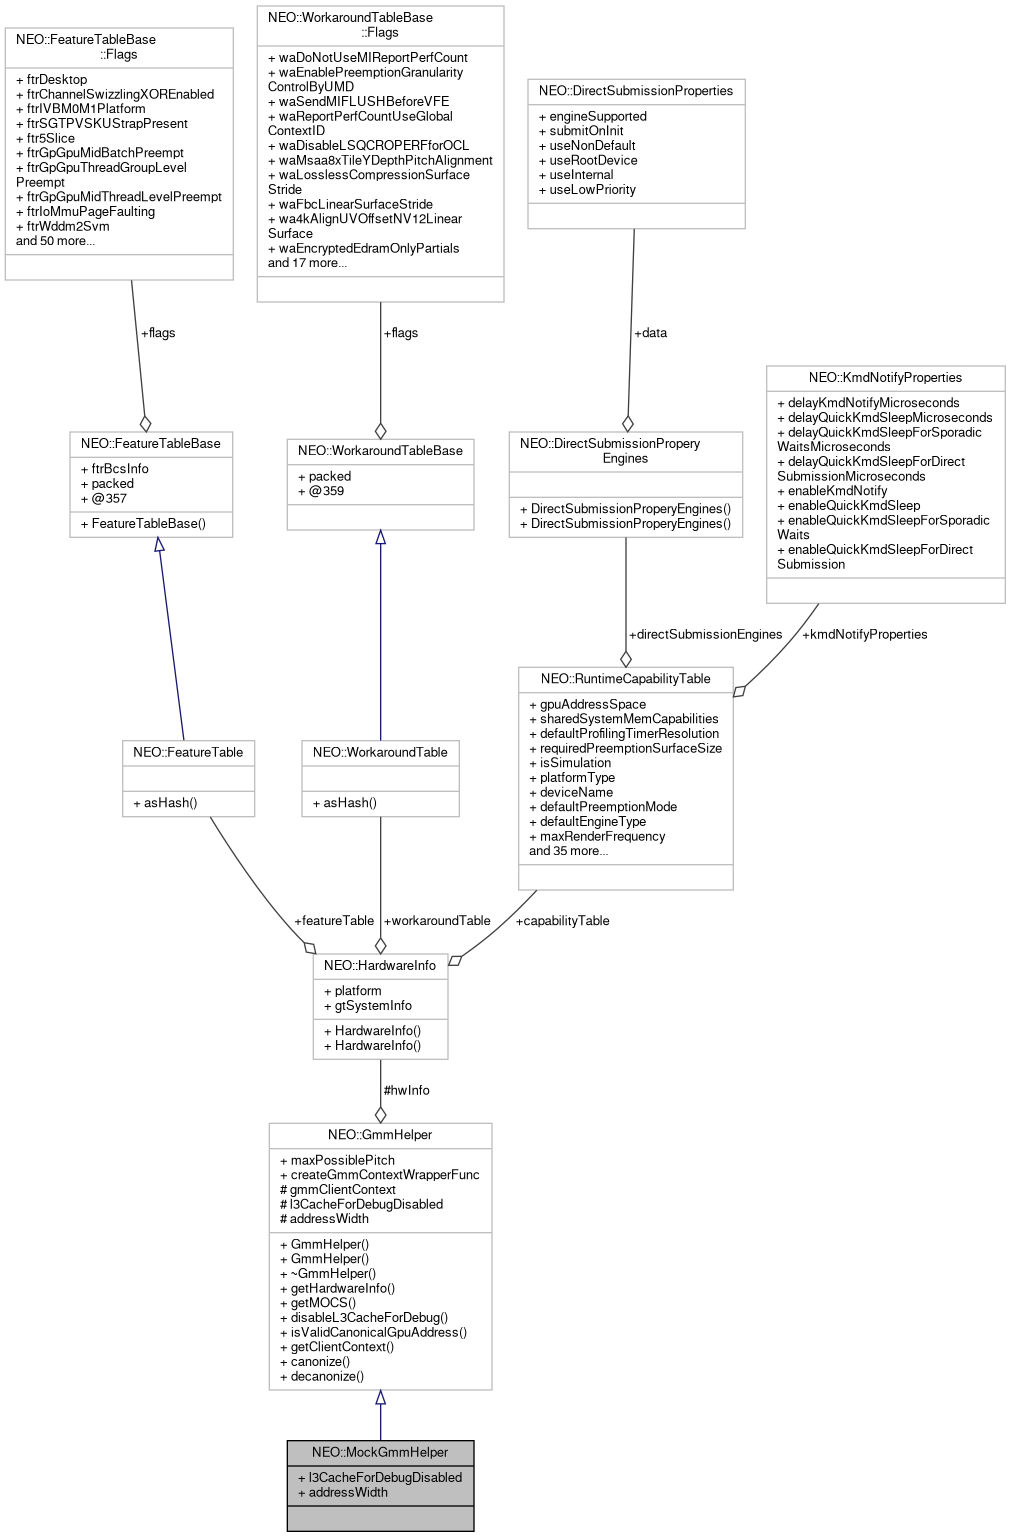 NEO::FeatureTableBase
::Flags
+ ftrDesktop
+ ftrChannelSwizzlingXOREnabled
+ ftrIVBM0M1Platform
+ ftrSGTPVSKUStrapPresent
+ ftr5Slice
+ ftrGpGpuMidBatchPreempt
+ ftrGpGpuThreadGroupLevel
Preempt
+ ftrGpGpuMidThreadLevelPreempt
+ ftrIoMmuPageFaulting
+ ftrWddm2Svm
and 50 more...
NEO::WorkaroundTableBase
::Flags
+ waDoNotUseMIReportPerfCount
+ waEnablePreemptionGranularity
ControlByUMD
+ waSendMIFLUSHBeforeVFE
+ waReportPerfCountUseGlobal
ContextID
+ waDisableLSQCROPERFforOCL
+ waMsaa8xTileYDepthPitchAlignment
+ waLosslessCompressionSurface
Stride
+ waFbcLinearSurfaceStride
+ wa4kAlignUVOffsetNV12Linear
Surface
+ waEncryptedEdramOnlyPartials
and 17 more...
NEO::DirectSubmissionProperties
+ engineSupported
+ submitOnInit
+ useNonDefault
+ useRootDevice
+ useInternal
+ useLowPriority
+flags
+flags
+data
NEO::KmdNotifyProperties
+ delayKmdNotifyMicroseconds
+ delayQuickKmdSleepMicroseconds
+ delayQuickKmdSleepForSporadic
WaitsMicroseconds
+ delayQuickKmdSleepForDirect
SubmissionMicroseconds
+ enableKmdNotify
+ enableQuickKmdSleep
+ enableQuickKmdSleepForSporadic
Waits
+ enableQuickKmdSleepForDirect
Submission
NEO::FeatureTableBase
+ ftrBcsInfo
+ packed
+ @357
+ FeatureTableBase()
NEO::WorkaroundTableBase
+ packed
+ @359
NEO::DirectSubmissionPropery
Engines
+ DirectSubmissionProperyEngines()
+ DirectSubmissionProperyEngines()
+directSubmissionEngines
+kmdNotifyProperties
NEO::RuntimeCapabilityTable
+ gpuAddressSpace
+ sharedSystemMemCapabilities
+ defaultProfilingTimerResolution
+ requiredPreemptionSurfaceSize
+ isSimulation
+ platformType
+ deviceName
+ defaultPreemptionMode
+ defaultEngineType
+ maxRenderFrequency
and 35 more...
NEO::FeatureTable
+ asHash()
NEO::WorkaroundTable
+ asHash()
+featureTable
+workaroundTable
+capabilityTable
NEO::HardwareInfo
+ platform
+ gtSystemInfo
+ HardwareInfo()
+ HardwareInfo()
#hwInfo
NEO::GmmHelper
+ maxPossiblePitch
+ createGmmContextWrapperFunc
# gmmClientContext
# l3CacheForDebugDisabled
# addressWidth
+ GmmHelper()
+ GmmHelper()
+ ~GmmHelper()
+ getHardwareInfo()
+ getMOCS()
+ disableL3CacheForDebug()
+ isValidCanonicalGpuAddress()
+ getClientContext()
+ canonize()
+ decanonize()
NEO::MockGmmHelper
+ l3CacheForDebugDisabled
+ addressWidth